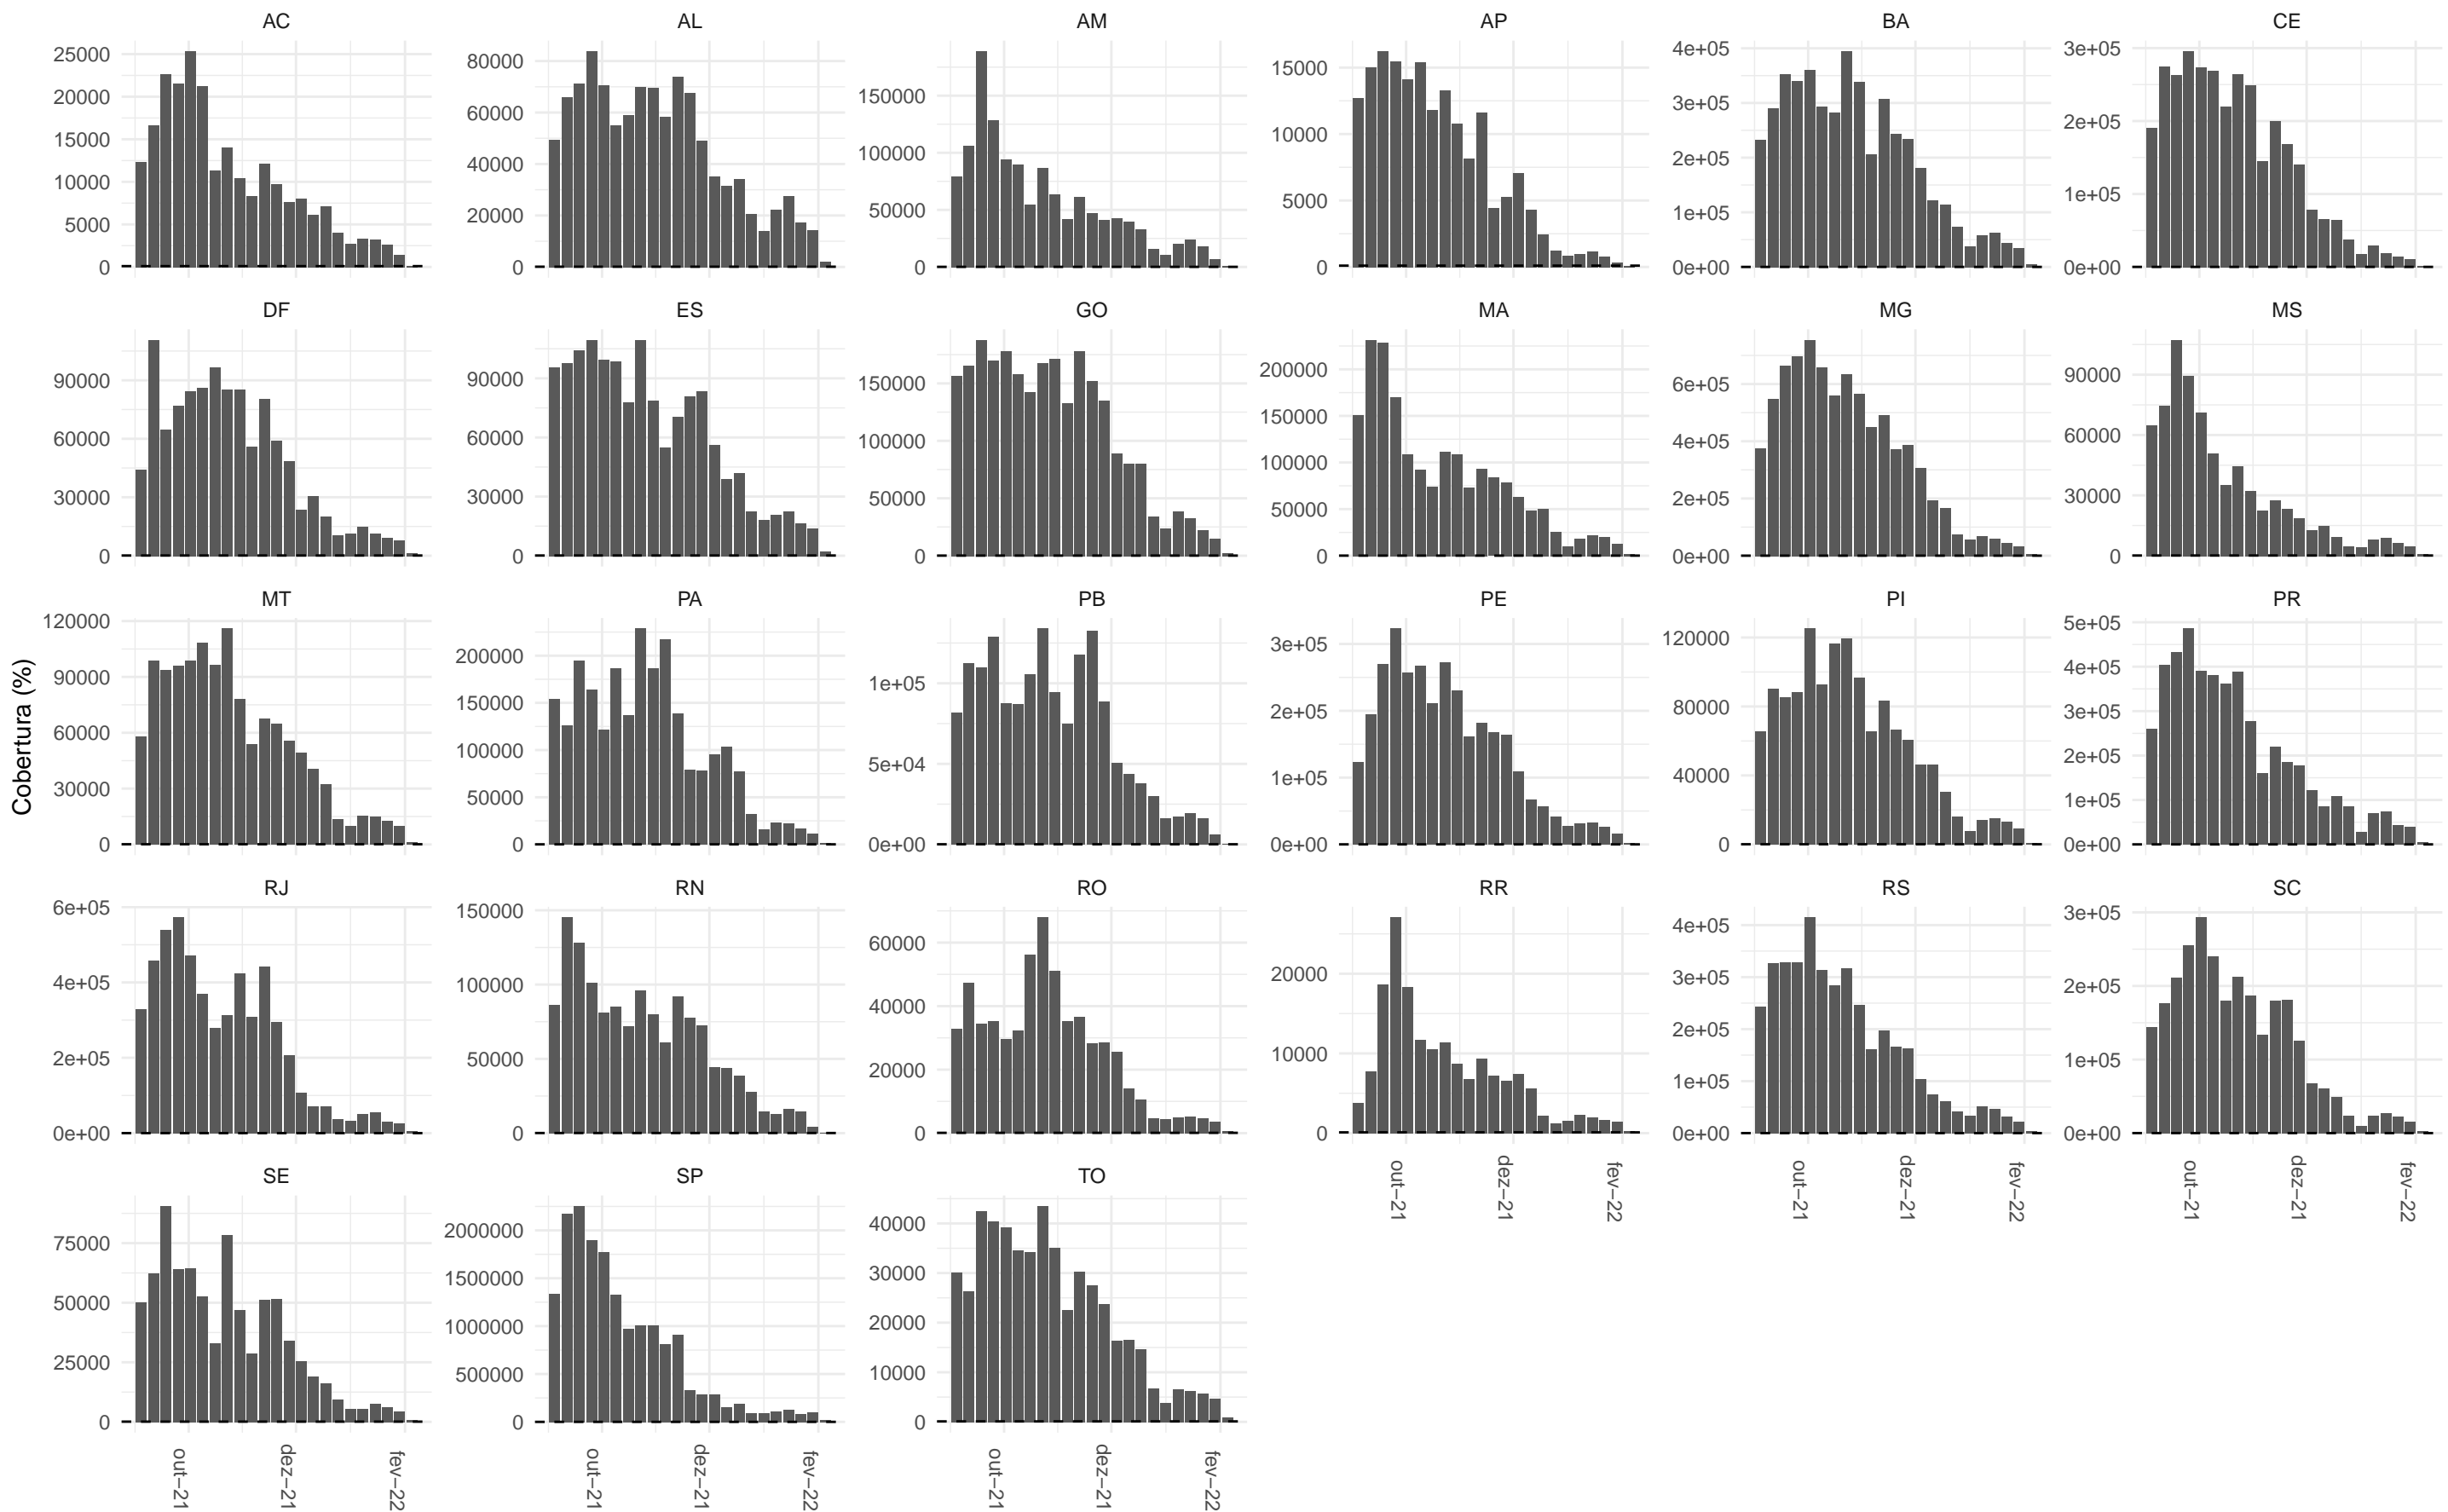 AC
AL
AM
AP
BA
CE
25000
20000
15000
10000
5000
0
80000
60000
40000
20000
0
150000
100000
50000
0
15000
10000
5000
0
4e+05
3e+05
2e+05
1e+05
0e+00
3e+05
2e+05
1e+05
0e+00
DF
ES
GO
MA
MG
MS
90000
60000
30000
0
90000
60000
30000
0
150000
100000
50000
0
200000
150000
100000
50000
0
6e+05
4e+05
2e+05
0e+00
90000
60000
30000
0
Cobertura (%)
MT
PA
PB
PE
PI
PR
120000
90000
60000
30000
0
200000
150000
100000
50000
0
1e+05
5e+04
0e+00
3e+05
2e+05
1e+05
0e+00
120000
80000
40000
0
5e+05
4e+05
3e+05
2e+05
1e+05
0e+00
RJ
RN
RO
RR
RS
SC
6e+05
4e+05
2e+05
0e+00
150000
100000
50000
0
60000
40000
20000
0
20000
10000
0
4e+05
3e+05
2e+05
1e+05
0e+00
3e+05
2e+05
1e+05
0e+00
out−21
dez−21
fev−22
out−21
dez−21
fev−22
out−21
dez−21
fev−22
SE
SP
TO
75000
50000
25000
0
2000000
1500000
1000000
500000
0
40000
30000
20000
10000
0
out−21
dez−21
fev−22
out−21
dez−21
fev−22
out−21
dez−21
fev−22